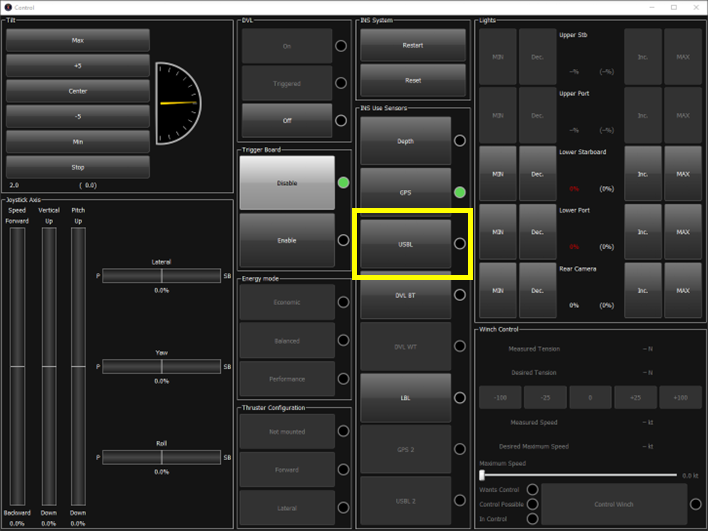 Control
Tilt
Max
+5
Center
-5
Min
Stop
2.0 ( 0.0)
Joystick Axis
Speed Vertical Pitch
Forward Up Up
Lateral
P SB
0.0%
Yaw
P SB
0.0%
Roll
P SB
0.0%
Backward Down Down
0.0% 0.0% 0.0%
DVL
On
Triggered
Off
Trigger Board
Disable
Enable
Energy mode
Economic
Balanced
Performance
Thruster Configuration
Not mounted
Forward
Lateral
INS System
Restart
Reset
INS Use Sensors
Depth
GPS
USBL
DVL BT
DVL WT
LBL
GPS 2
USBL 2
Lights
Upper Stb
MIN Dec. --% (--%) Inc. MAX
Upper Port
MIN Dec. --% (--%) Inc. MAX
Lower Starboard
MIN Dec. 0% (0%) Inc. MAX
Lower Port
MIN Dec. 0% (0%) Inc. MAX
Rear Camera
MIN Dec. 0% (0%) Inc. MAX
Winch Control
Measured Tension -- N
Desired Tension -- N
-100 -25 0 +25 +100
Measured Speed -- kt
Desired Maximum Speed -- kt
Maximum Speed
0.0 kt
Wants Control
Control Possible
In Control
Control Winch